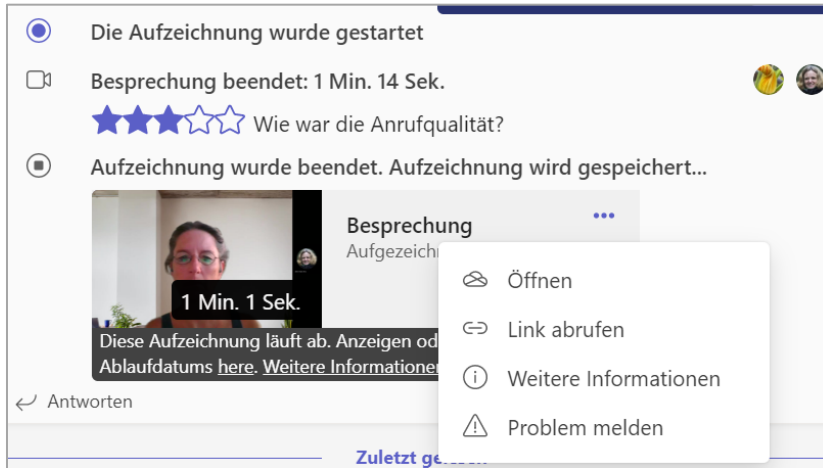 Die Aufzeichnung wurde gestartet
Besprechung beendet: 1 Min. 14 Sek.
Wie war die Anrufqualität?
Aufzeichnung wurde beendet. Aufzeichnung wird gespeichert...
Besprechung
1 Min. 1 Sek.
Diese Aufzeichnung läuft ab. Anzeigen
Ablaufdatums here. Weitere
Öffnen
Link abrufen
Weitere Informationen
Problem melden
Antworten
Zuletzt